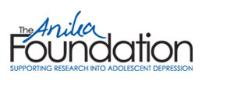 The Anika
Foundation
SUPPORTING RESEARCH INTO ADOLESCENT DEPRESSION